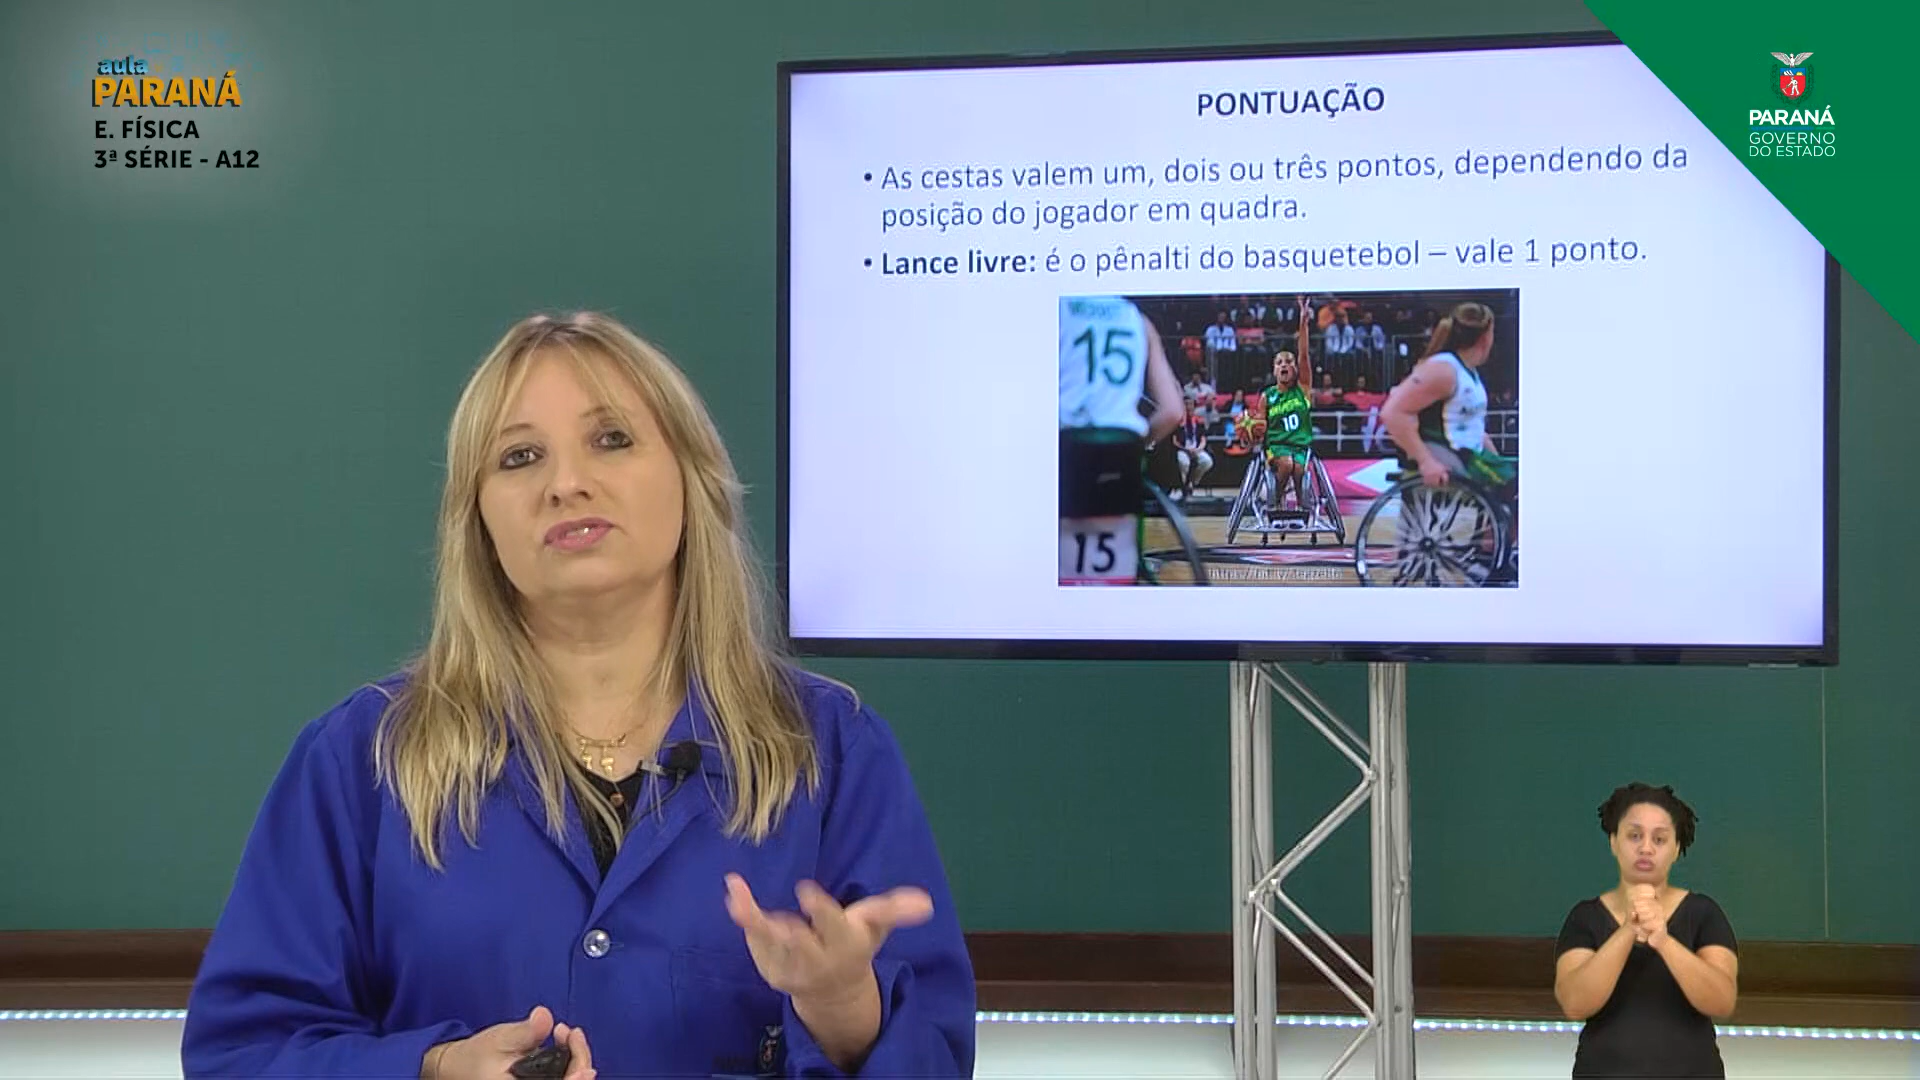 aula
PARANÁ
E. FÍSICA
3ª SÉRIE - A12
PONTUAÇÃO
• As cestas valem um, dois ou três pontos, dependendo da
posição do jogador em quadra.
• Lance livre: é o pênalti do basquetebol – vale 1 ponto.
15
10
15
PARANÁ
GOVERNO
DO ESTADO